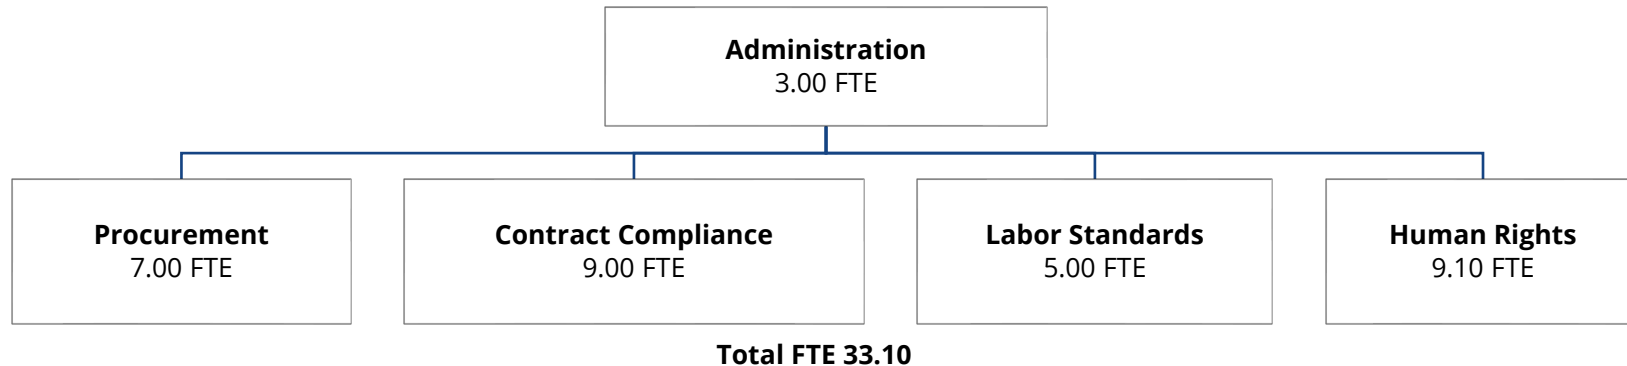 Administration
3.00 FTE
Procurement
7.00 FTE
Contract Compliance
9.00 FTE
Labor Standards
5.00 FTE
Human Rights
9.10 FTE
Total FTE 33.10